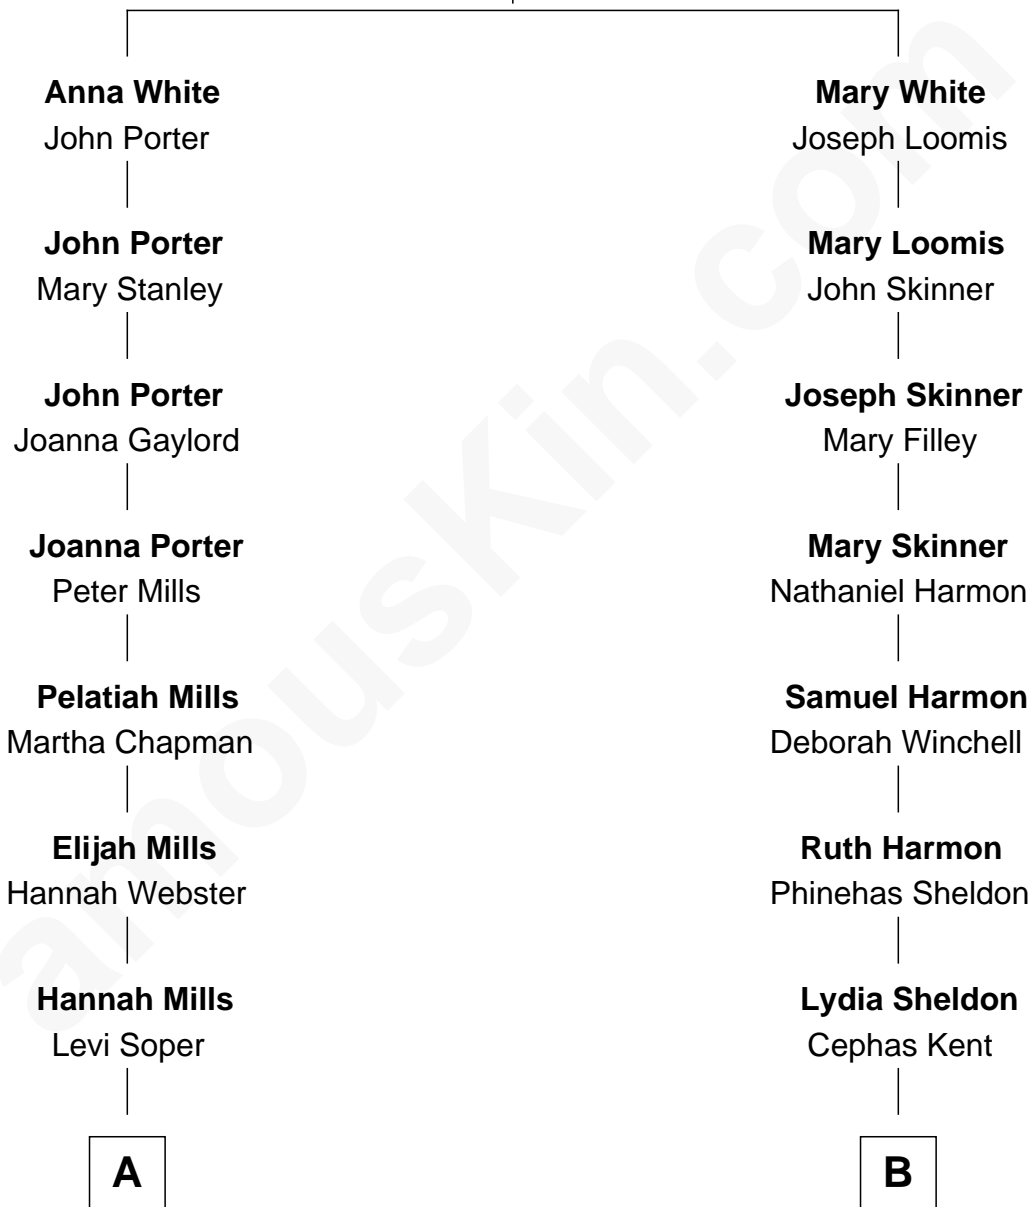 Anna White
John Porter
Mary White
Joseph Loomis
John Porter
Mary Stanley
Mary Loomis
John Skinner
John Porter
Joanna Gaylord
Joseph Skinner
Mary Filley
Joanna Porter
Peter Mills
Mary Skinner
Nathaniel Harmon
Pelatiah Mills
Martha Chapman
Samuel Harmon
Deborah Winchell
Elijah Mills
Hannah Webster
Ruth Harmon
Phinehas Sheldon
Hannah Mills
Levi Soper
Lydia Sheldon
Cephas Kent
A
B
amouskin.com